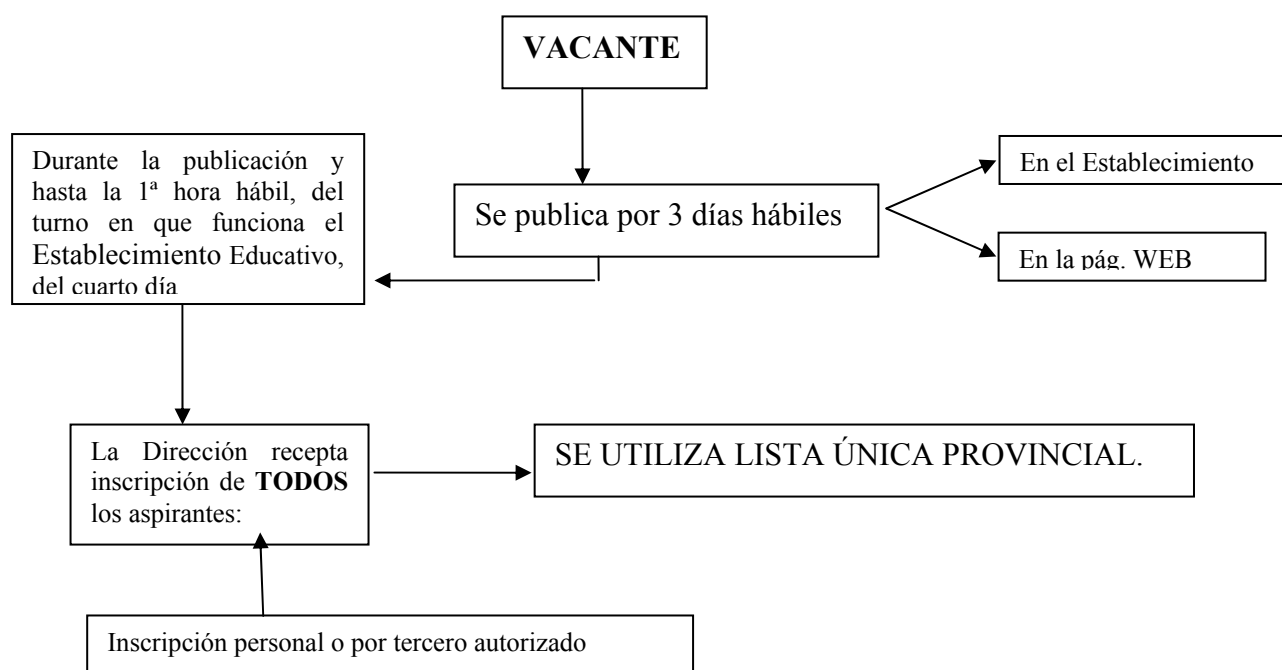 VACANTE
Durante la publicación y
hasta la 1ª hora hábil, del
turno en que funciona el
Establecimiento Educativo,
del cuarto día
Se publica por 3 días hábiles
En el Establecimiento
En la pág. WEB
La Dirección recepta
inscripción de TODOS
los aspirantes:
SE UTILIZA LISTA ÚNICA PROVINCIAL.
Inscripción personal o por tercero autorizado